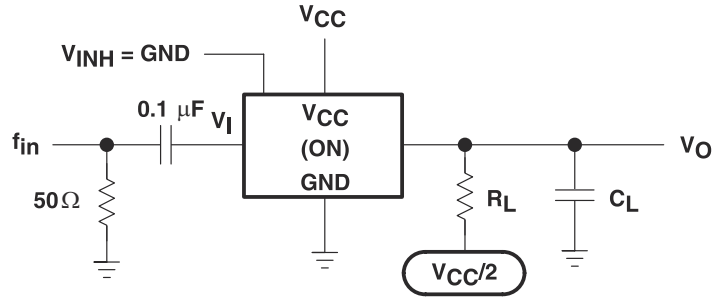 VCC
VINH = GND
0.1 μF
VI
VCC
(ON)
GND
fin
VO
50Ω
RL
CL
VCC/2